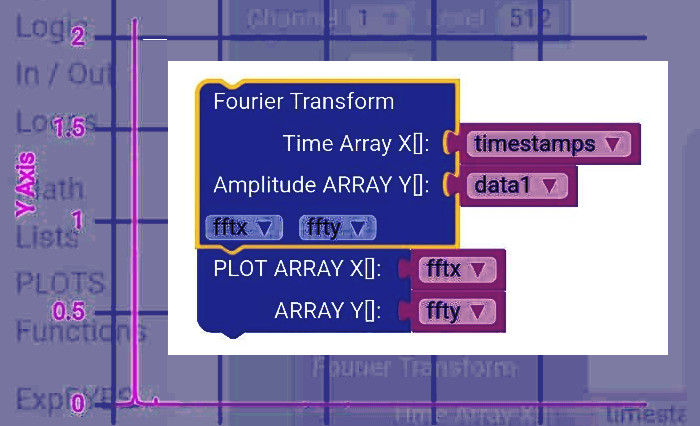 Channel 1 Level 512
Logic
2
In / Out
Loops
1.5
Y Axis
Math
1
Lists
PLOTS
0.5
Functions
ExpEYES
0
Fourier Transform
Time Array X[]: timestamps
Amplitude ARRAY Y[]: data1
fftx ffty
PLOT ARRAY X[]: fftx
ARRAY Y[]: ffty
Fourier Transform
Time Array X
timesta